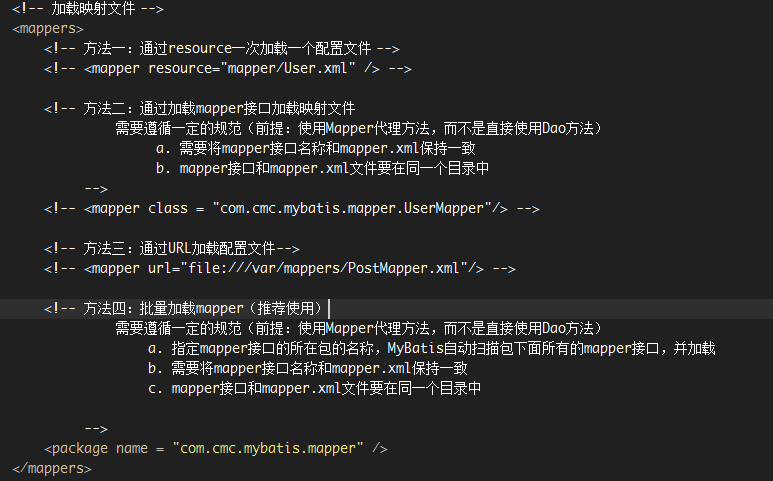 <!-- 加载映射文件 -->
<mappers>
<!-- 方法一：通过resource一次加载一个配置文件 -->
<!-- <mapper resource="mapper/User.xml" /> -->
<!-- 方法二：通过加载mapper接口加载映射文件
需要遵循一定的规范（前提：使用Mapper代理方法，而不是直接使用Dao方法）
a. 需要将mapper接口名称和mapper.xml保持一致
b. mapper接口和mapper.xml文件要在同一个目录中
-->
<!-- <mapper class = "com.cmc.mybatis.mapper.UserMapper"/> -->
<!-- 方法三：通过URL加载配置文件-->
<!-- <mapper url="file:///var/mappers/PostMapper.xml"/> -->
<!-- 方法四：批量加载mapper（推荐使用）
需要遵循一定的规范（前提：使用Mapper代理方法，而不是直接使用Dao方法）
a. 指定mapper接口的所在包的名称，MyBatis自动扫描包下面所有的mapper接口，并加载
b. 需要将mapper接口名称和mapper.xml保持一致
c. mapper接口和mapper.xml文件要在同一个目录中
-->
<package name = "com.cmc.mybatis.mapper" />
</mappers>